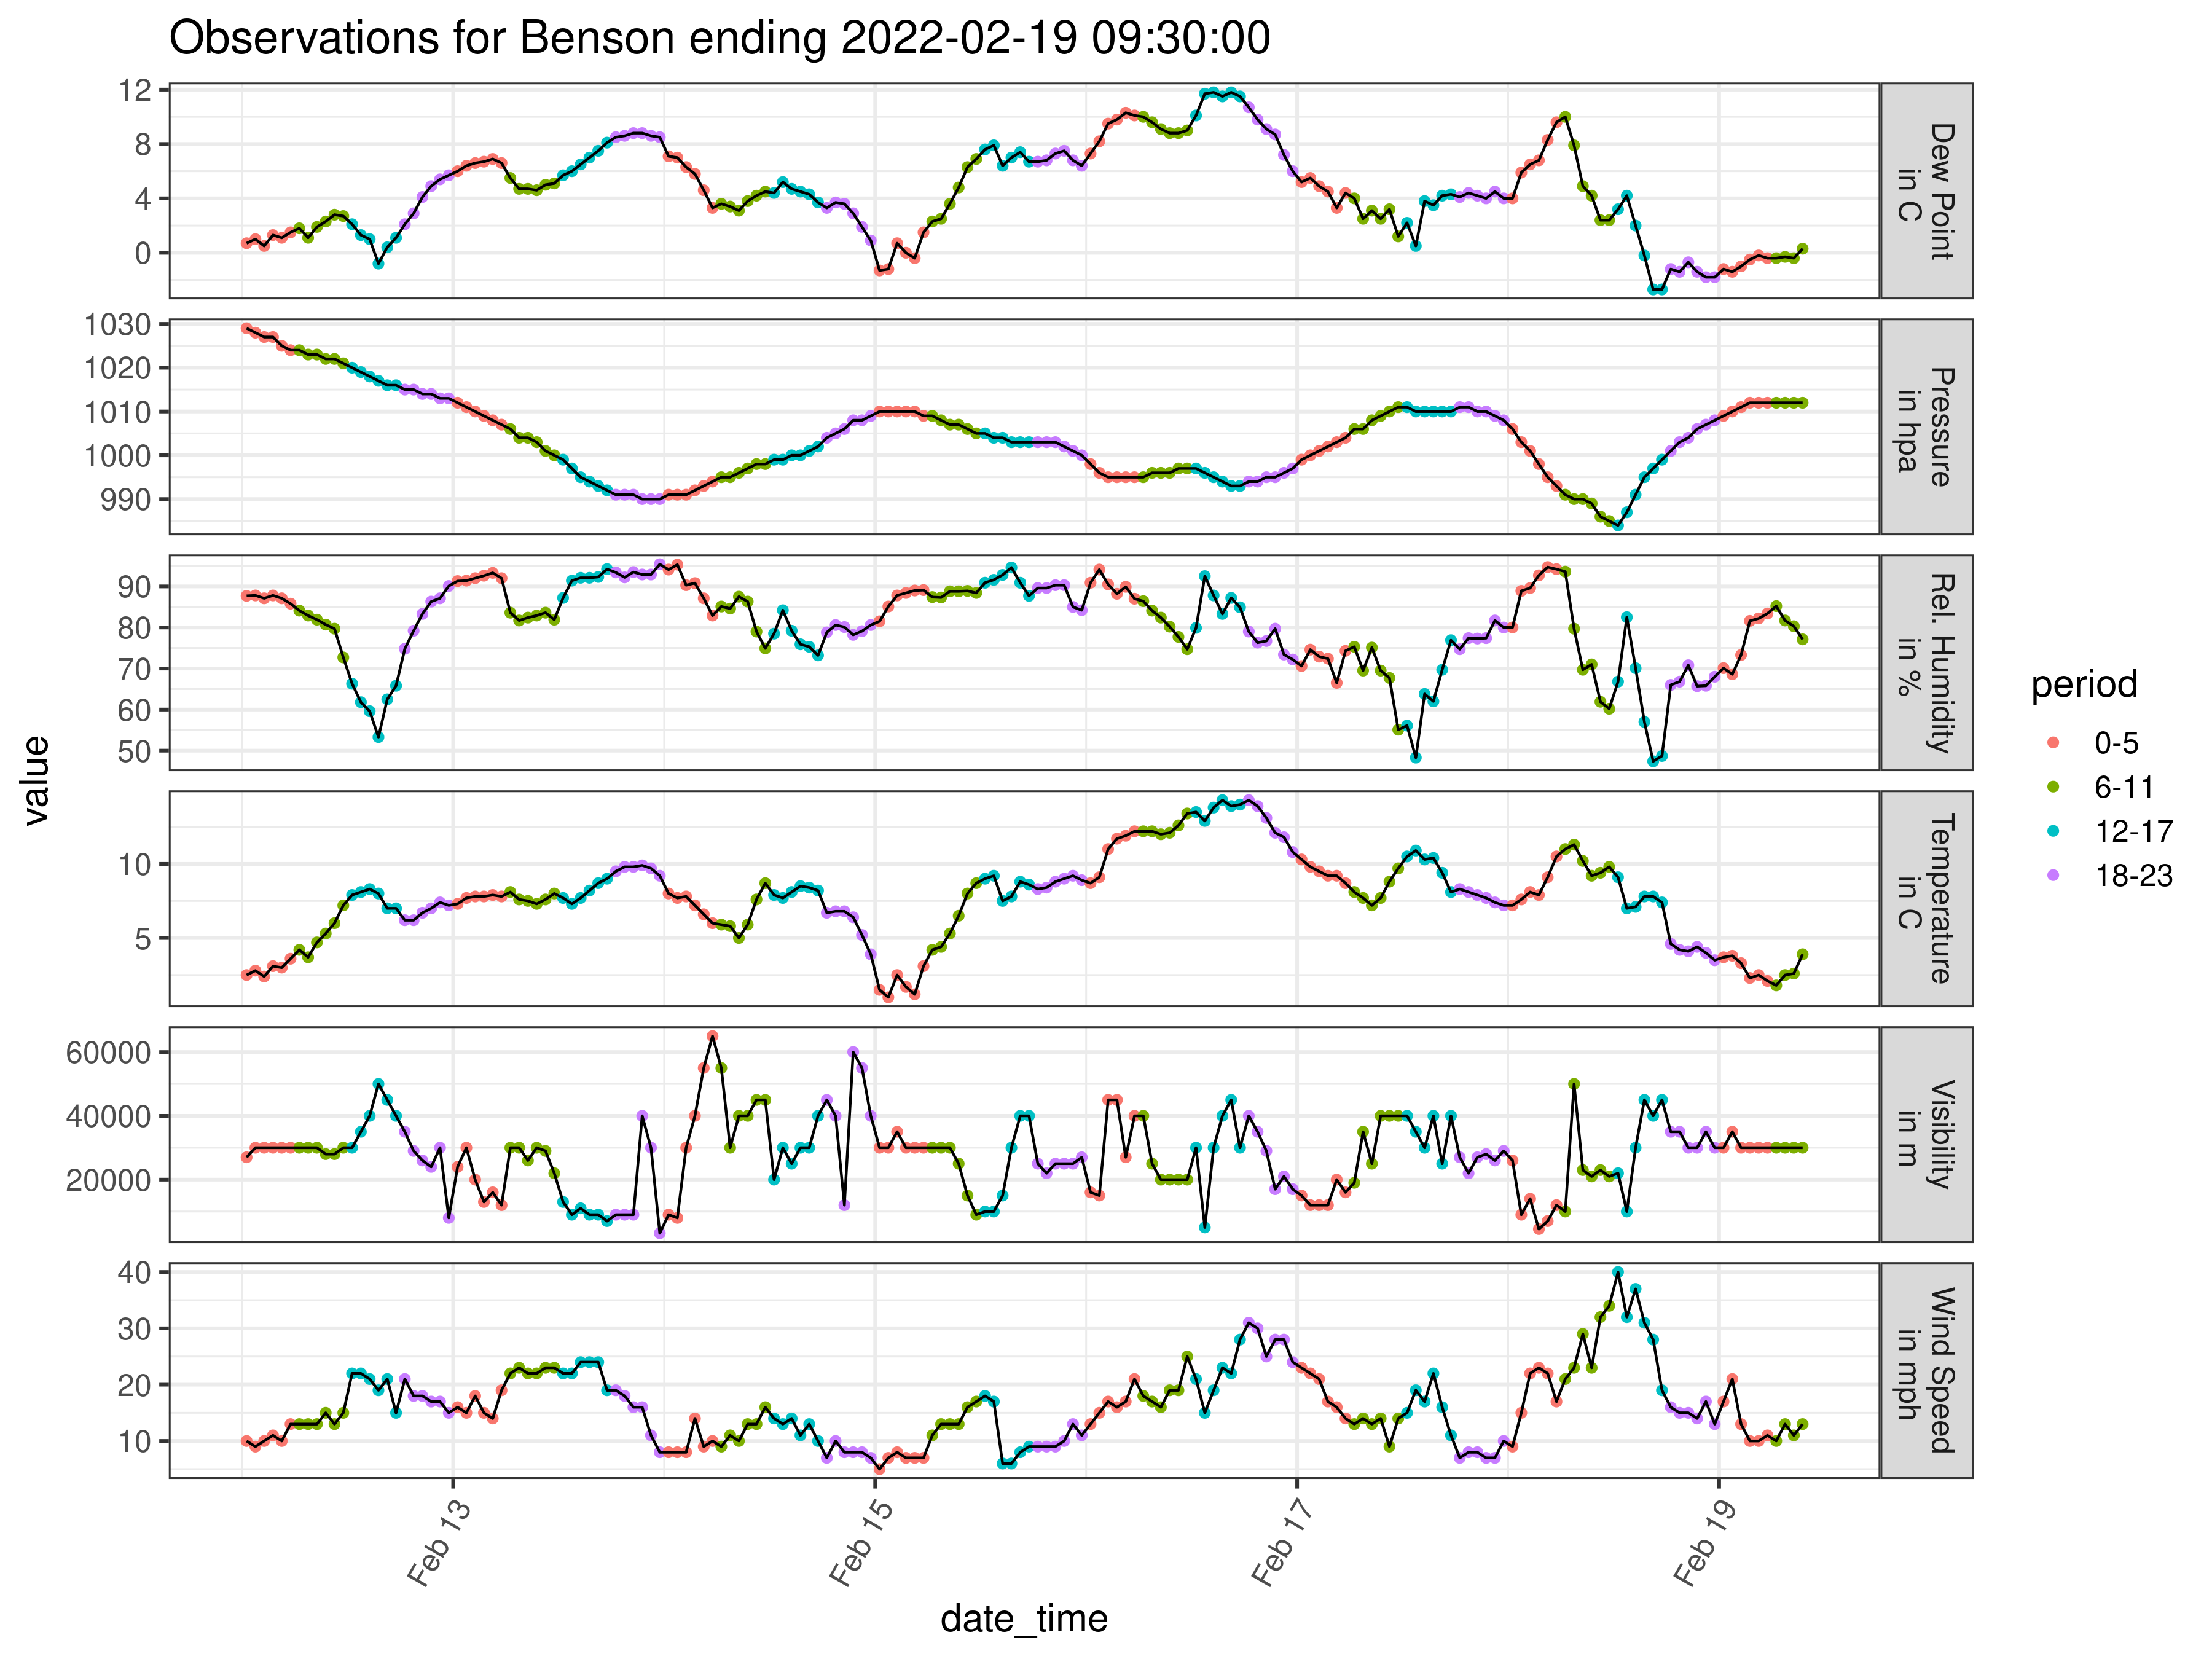 Observations for Benson ending 2022-02-19 09:30:00
12
8
4
0
Dew Point
in C
1030
1020
1010
1000
990
Pressure
in hpa
90
80
70
60
50
Rel. Humidity
in %
10
5
Temperature
in C
60000
40000
20000
Visibility
in m
40
30
20
10
Wind Speed
in mph
value
Feb 13
Feb 15
Feb 17
Feb 19
date_time
period
0-5
6-11
12-17
18-23